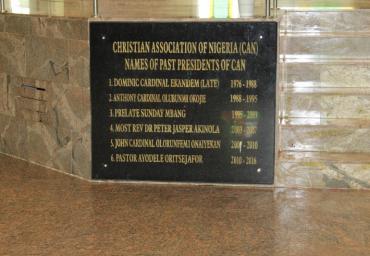 CHRISTIAN ASSOCIATION OF NIGERIA (CAN)
NAMES OF PAST PRESIDENTS OF CAN
1. DOMINIC CARDINAL EKANDEM (LATE) 1976 - 1988
2. ANTHONY CARDINAL OLUBUNMI OKOJIE 1988 - 1995
3. PRELATE SUNDAY MBANG 1995 - 2003
4. MOST REV DR PETER JASPER AKINOLA 2003 - 2007
5. JOHN CARDINAL OLORUNFEMI ONAIYEKAN 2007 - 2010
6. PASTOR AYODELE ORITSEJAFOR 2010 - 2016